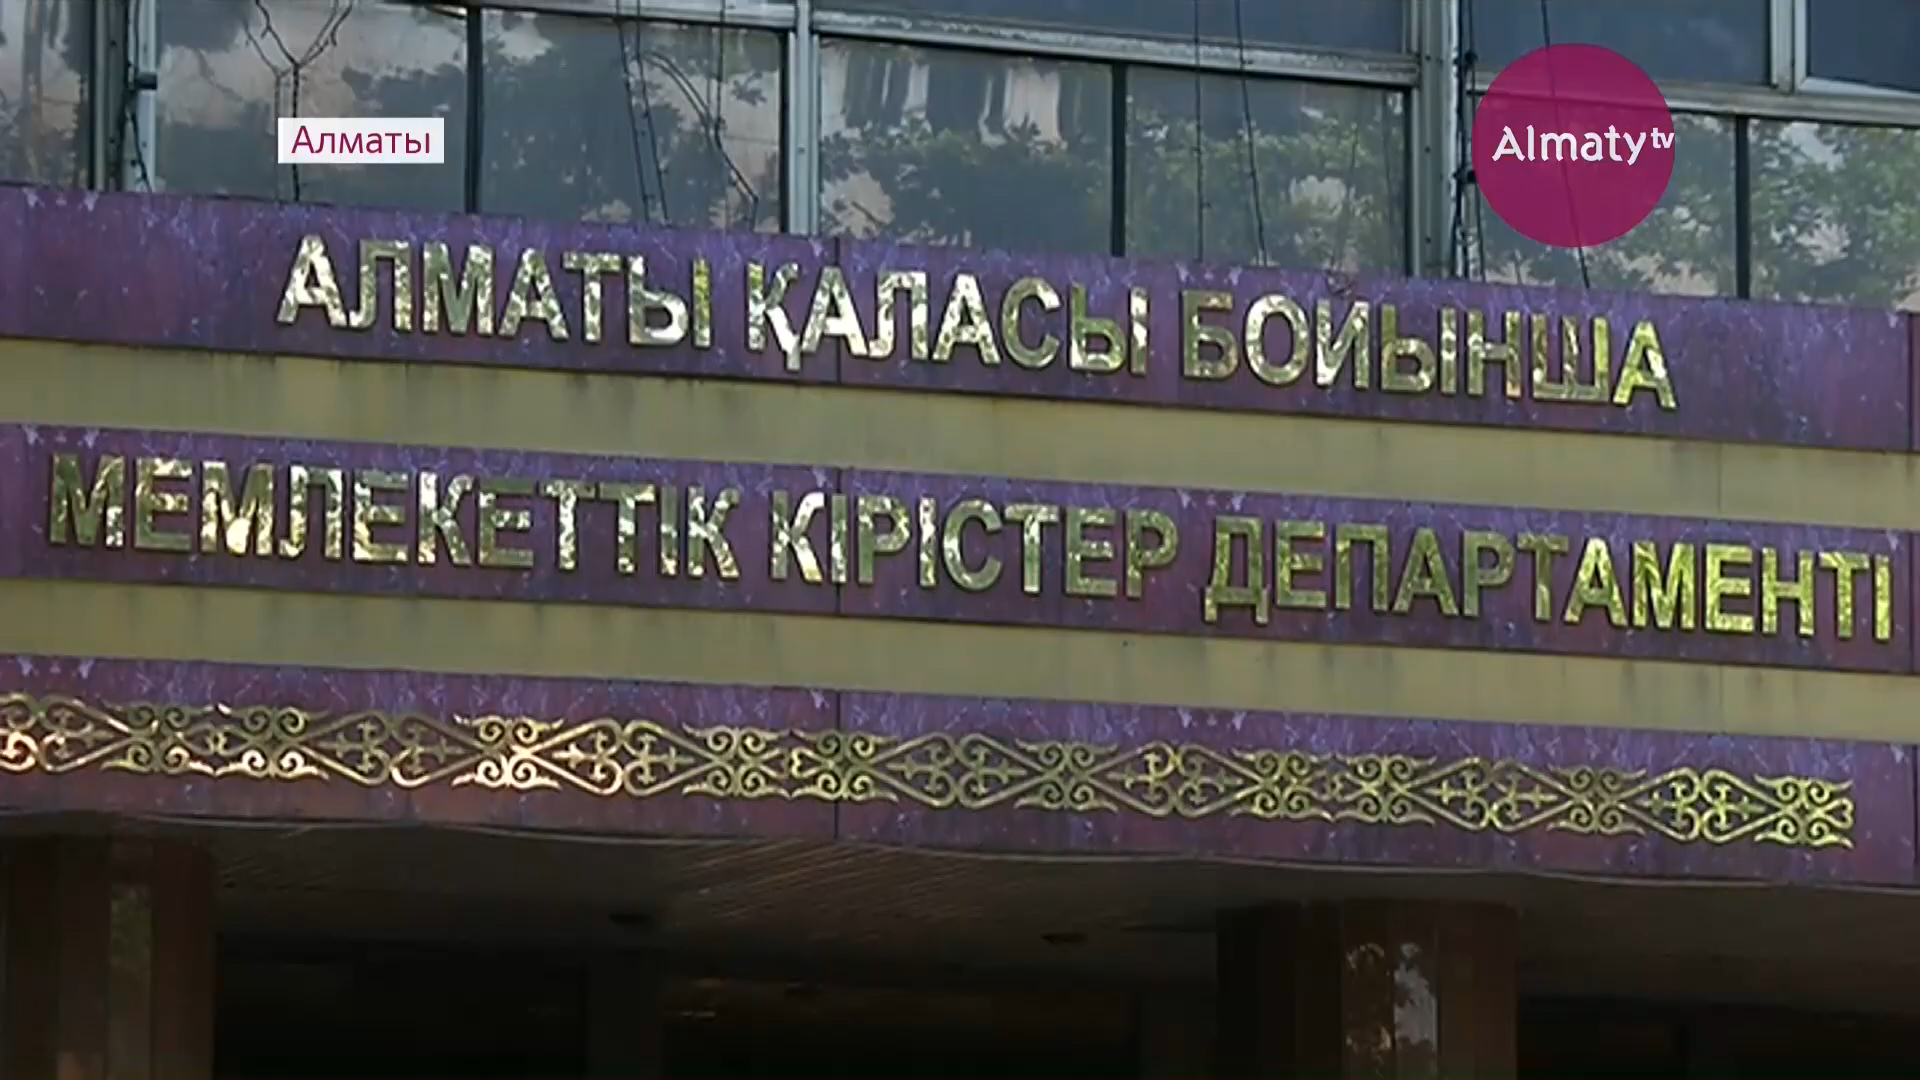 Алматы
Almaty tv
АЛМАТЫ ҚАЛАСЫ БОЙЫНША
МЕМЛЕКЕТТІК КІРІСТЕР ДЕПАРТАМЕНТІ